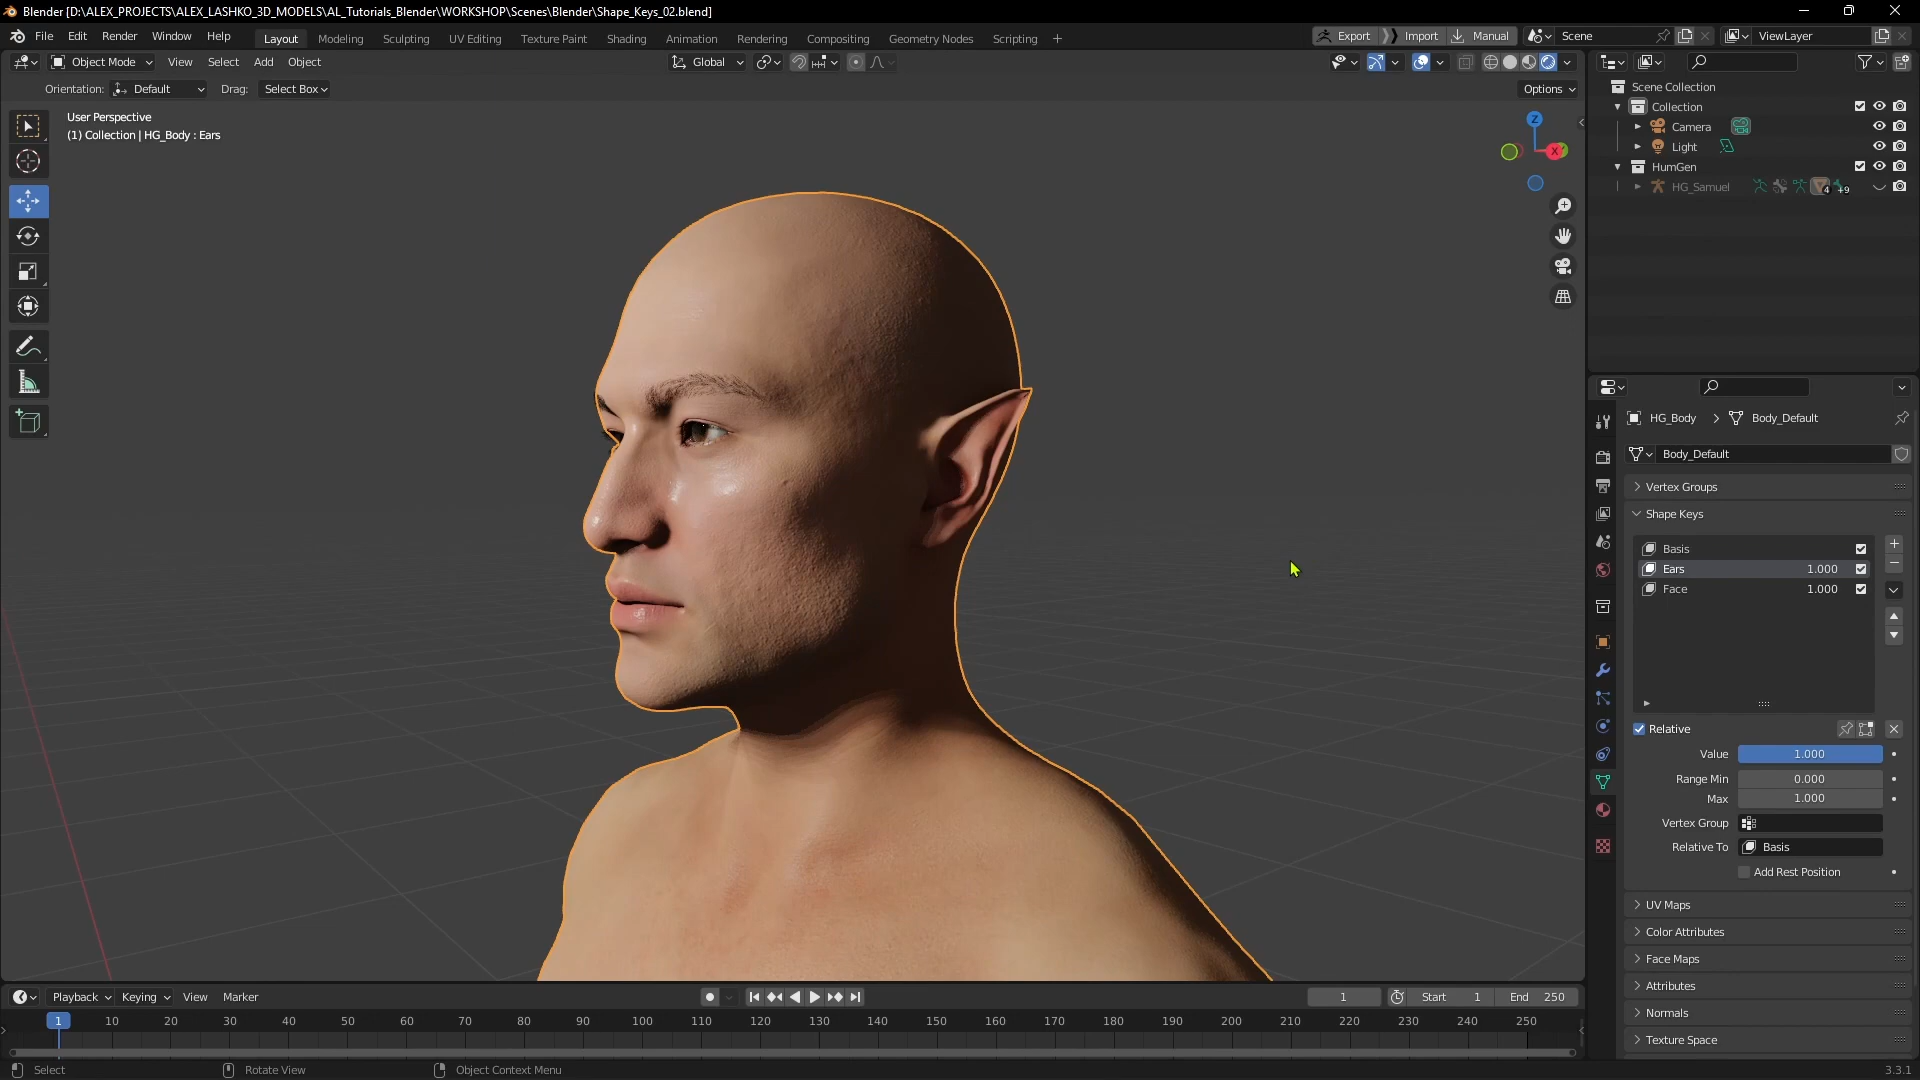 Blender [D:\ALEX_PROJECTS\ALEX_LASHKO_3D_MODELS\AL_Tutorials_Blender\WORKSHOP\Scenes\Blender\Shape_Keys_02.blend]
File Edit Render Window Help Layout Modeling Sculpting UV Editing Texture Paint Shading Animation Rendering Compositing Geometry Nodes Scripting + Export Import Manual Scene ViewLayer
Object Mode View Select Add Object Global
Orientation: Default Drag: Select Box Options
User Perspective
(1) Collection | HG_Body : Ears
Z
X
Scene Collection
Collection
Camera
Light
HumGen
HG_Samuel 4 +9
HG_Body > Body_Default
Body_Default
Vertex Groups
Shape Keys
Basis
Ears 1.000
Face 1.000
Relative
Value 1.000
Range Min 0.000
Max 1.000
Vertex Group
Relative To Basis
Add Rest Position
UV Maps
Color Attributes
Face Maps
Attributes
Normals
Texture Space
Playback Keying View Marker 1 Start 1 End 250
1 10 20 30 40 50 60 70 80 90 100 110 120 130 140 150 160 170 180 190 200 210 220 230 240 250
Select Rotate View Object Context Menu 3.3.1